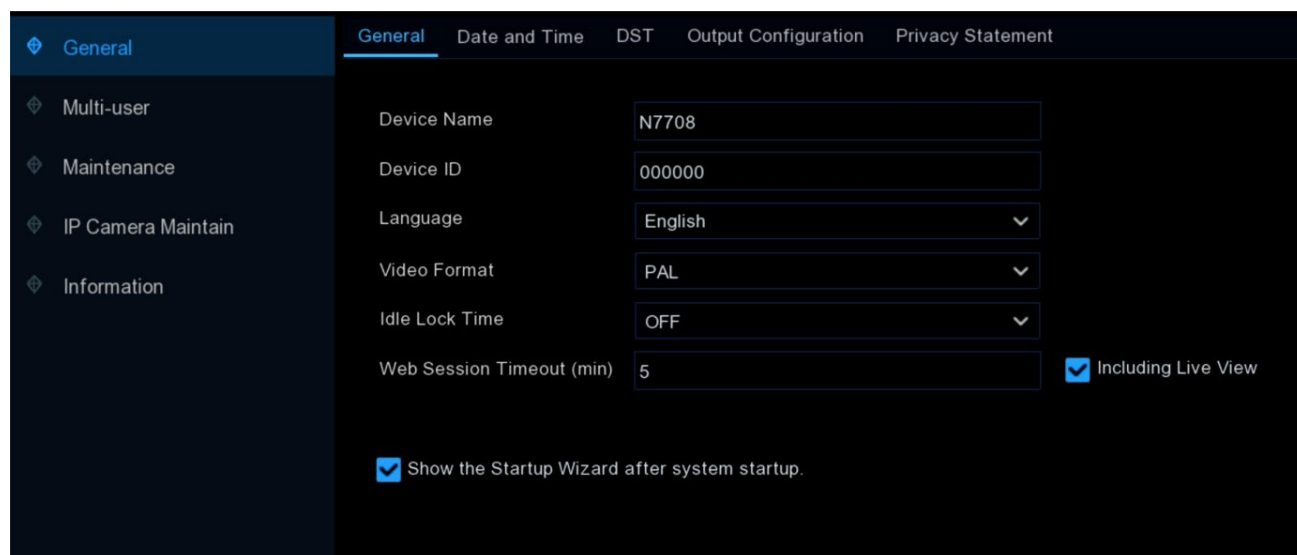 General
Multi-user
Maintenance
IP Camera Maintain
Information
General Date and Time DST Output Configuration Privacy Statement
Device Name N7708
Device ID 000000
Language English
Video Format PAL
Idle Lock Time OFF
Web Session Timeout (min) 5 Including Live View
Show the Startup Wizard after system startup.